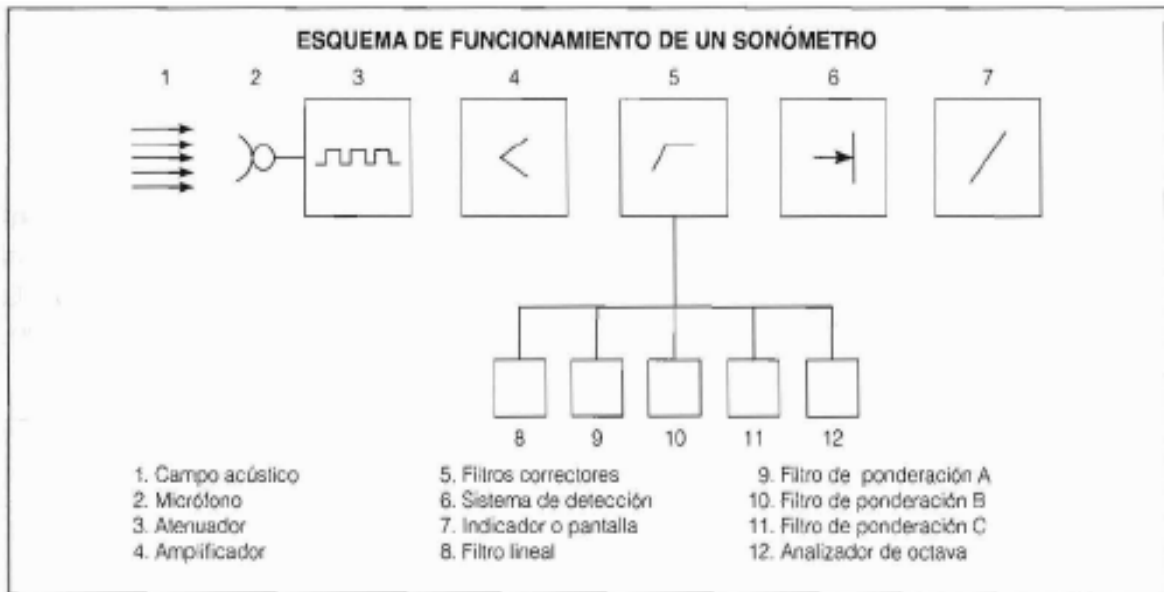 ESQUEMA DE FUNCIONAMIENTO DE UN SONÓMETRO
1 2 3 4 5 6 7
8 9 10 11 12
1. Campo acústico
2. Micrófono
3. Atenuador
4. Amplificador
5. Filtros correctores
6. Sistema de detección
7. Indicador o pantalla
8. Filtro lineal
9. Filtro de ponderación A
10. Filtro de ponderación B
11. Filtro de ponderación C
12. Analizador de octava